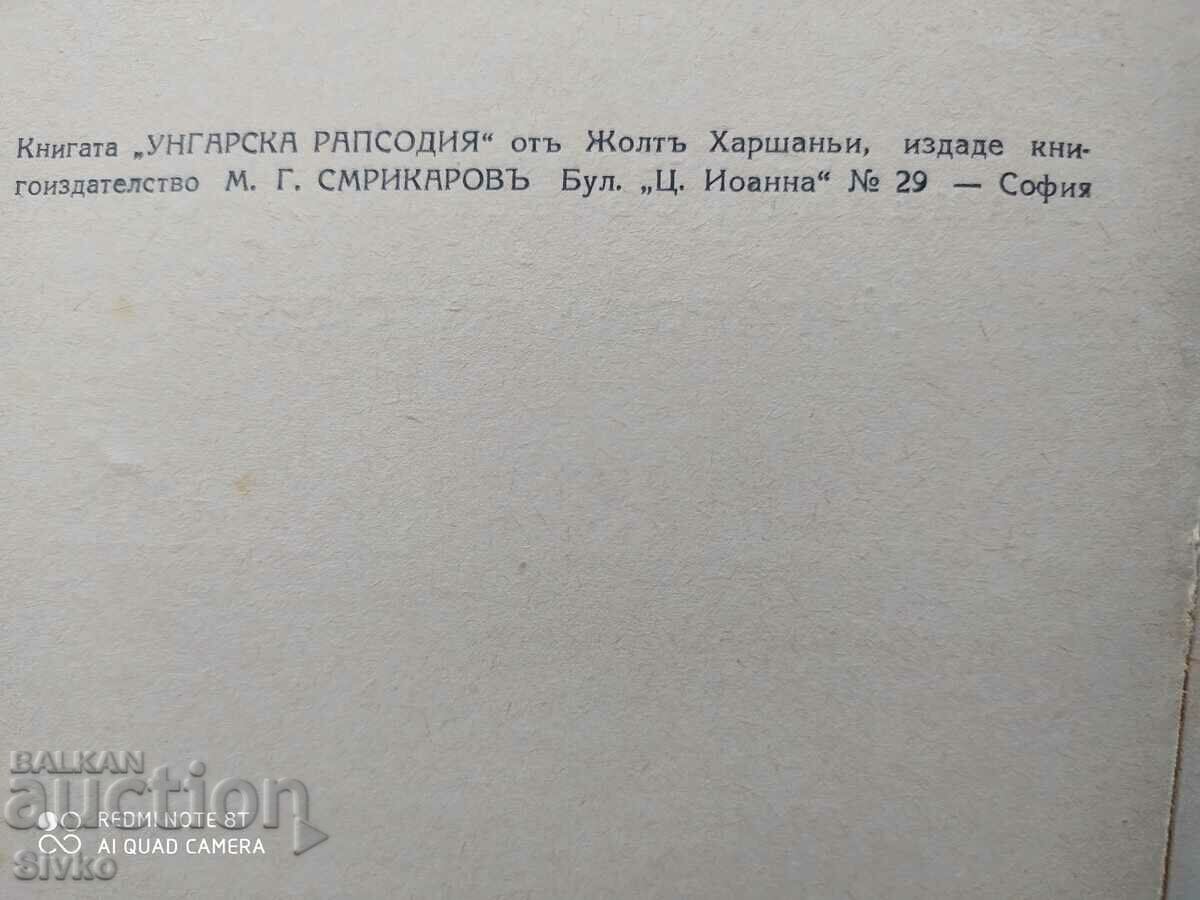 Книгата „УНГАРСКА РАПСОДИЯ“ отъ Жолтъ Харшаньи, издаде кни-
гоиздателство М. Г. СМРИКАРОВЪ Бул. „Ц. Иоанна“ № 29 — София
BALKAN
auction
REDMI NOTE 8T
AI QUAD CAMERA
Sivko